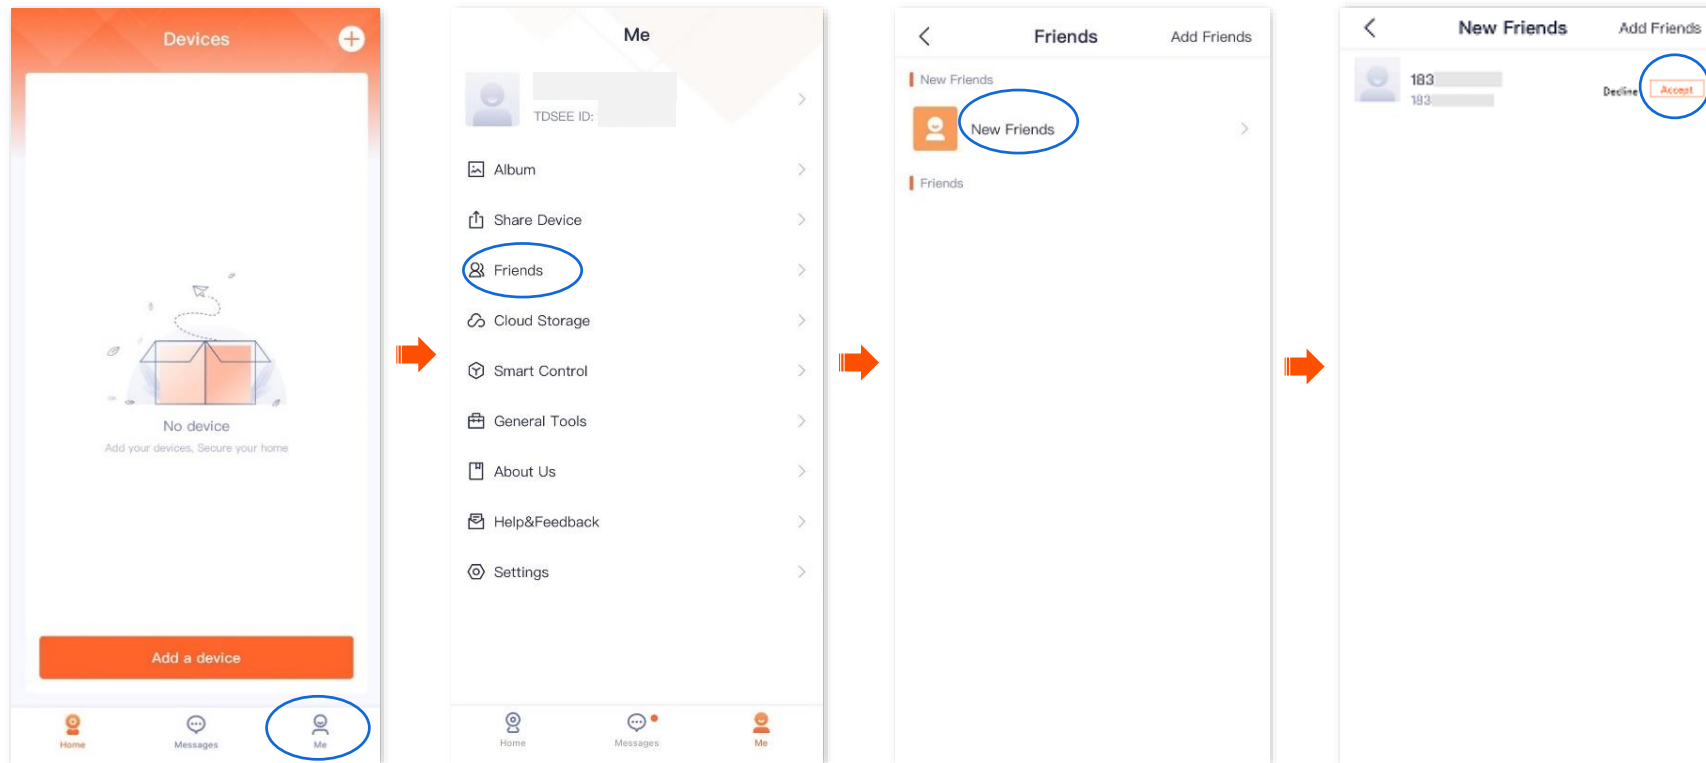 Devices
No device
Add your devices, Secure your home
Add a device
Home
Messages
Me
Me
TDSEE ID:
Album
Share Device
Friends
Cloud Storage
Smart Control
General Tools
About Us
Help&Feedback
Settings
Home
Messages
Me
Friends
Add Friends
New Friends
New Friends
Friends
New Friends
Add Friends
183
183
Decline
Accept